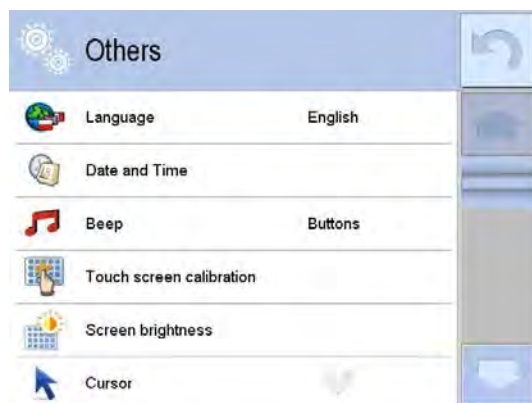 Others
Language English
Date and Time
Beep Buttons
Touch screen calibration
Screen brightness
Cursor